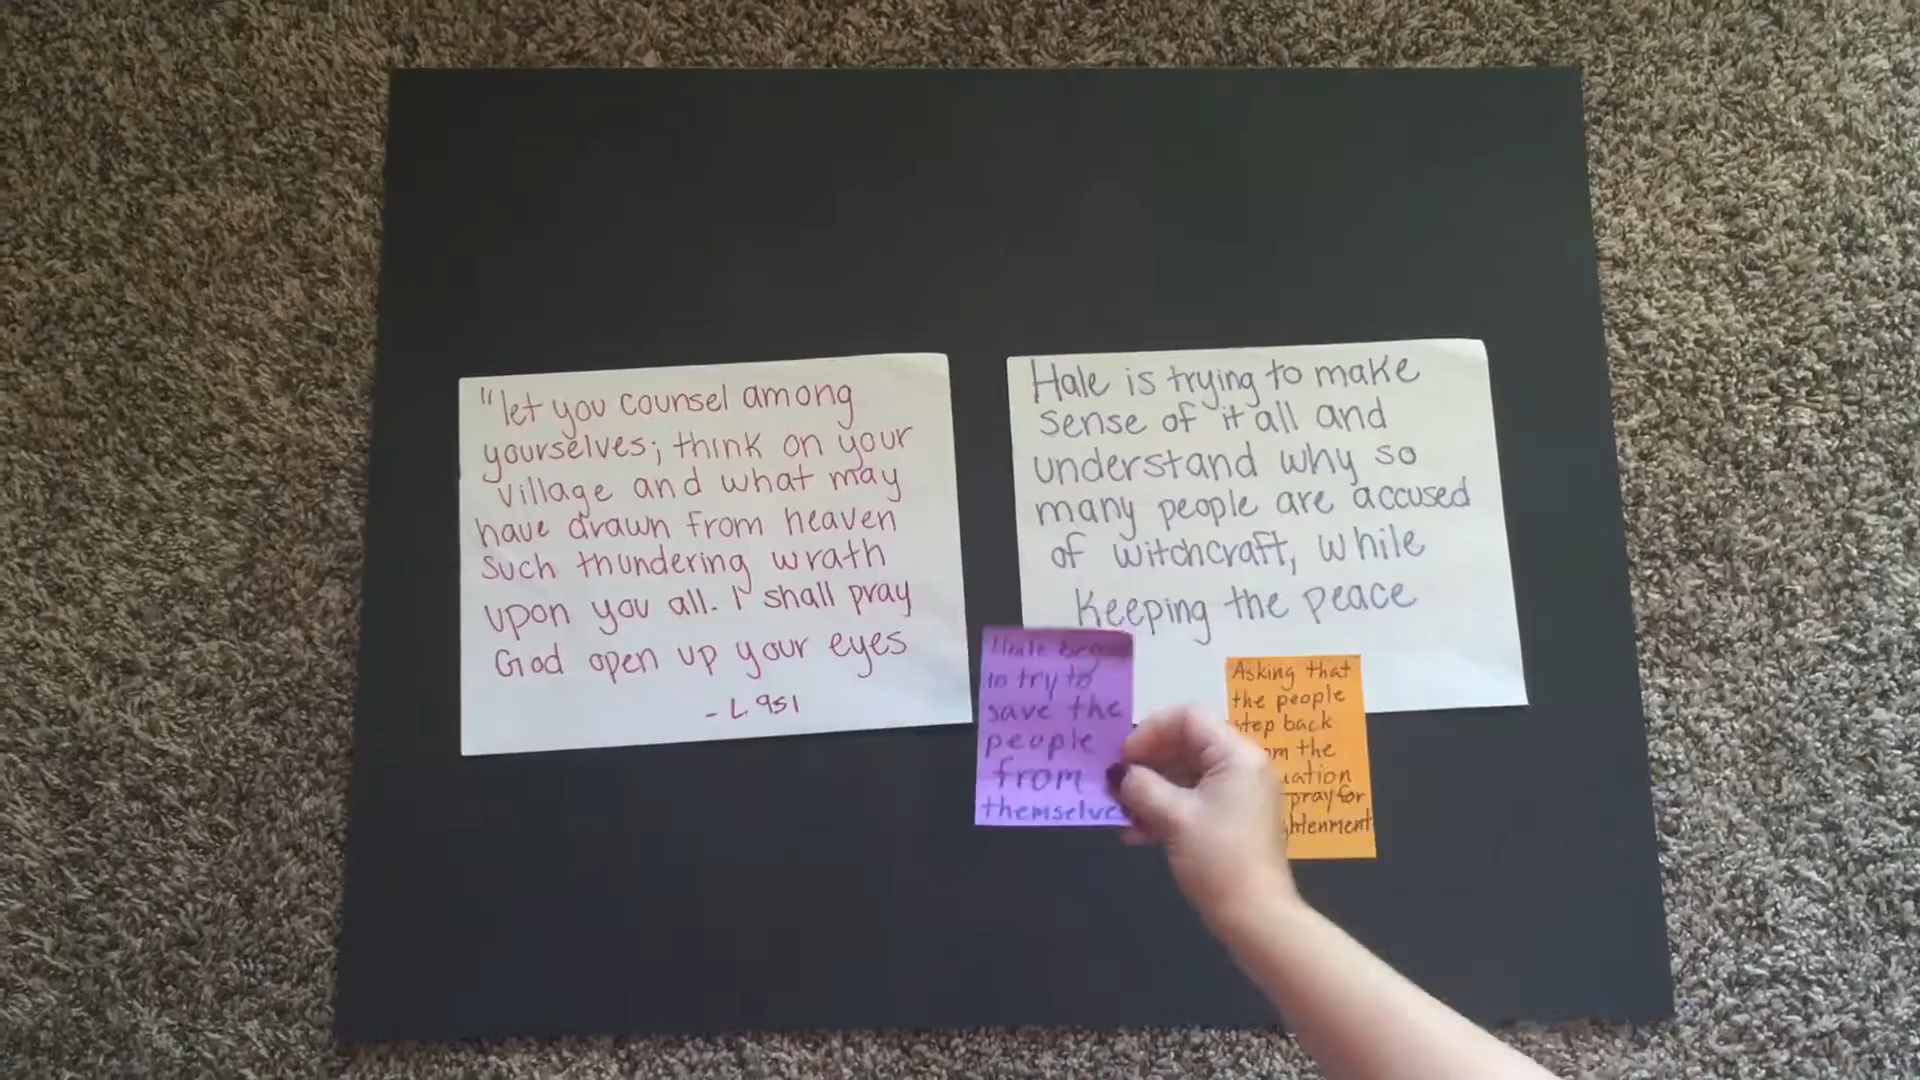 "let you counsel among
yourselves; think on your
village and what may
have drawn from heaven
such thundering wrath
upon you all. I shall pray
God open up your eyes
- L. 951
Hale is trying to make
sense of it all and
understand why so
many people are accused
of witchcraft, while
Keeping the peace
Hale
to try to
save the
people
from
Asking that
the people
step back
the
pray for